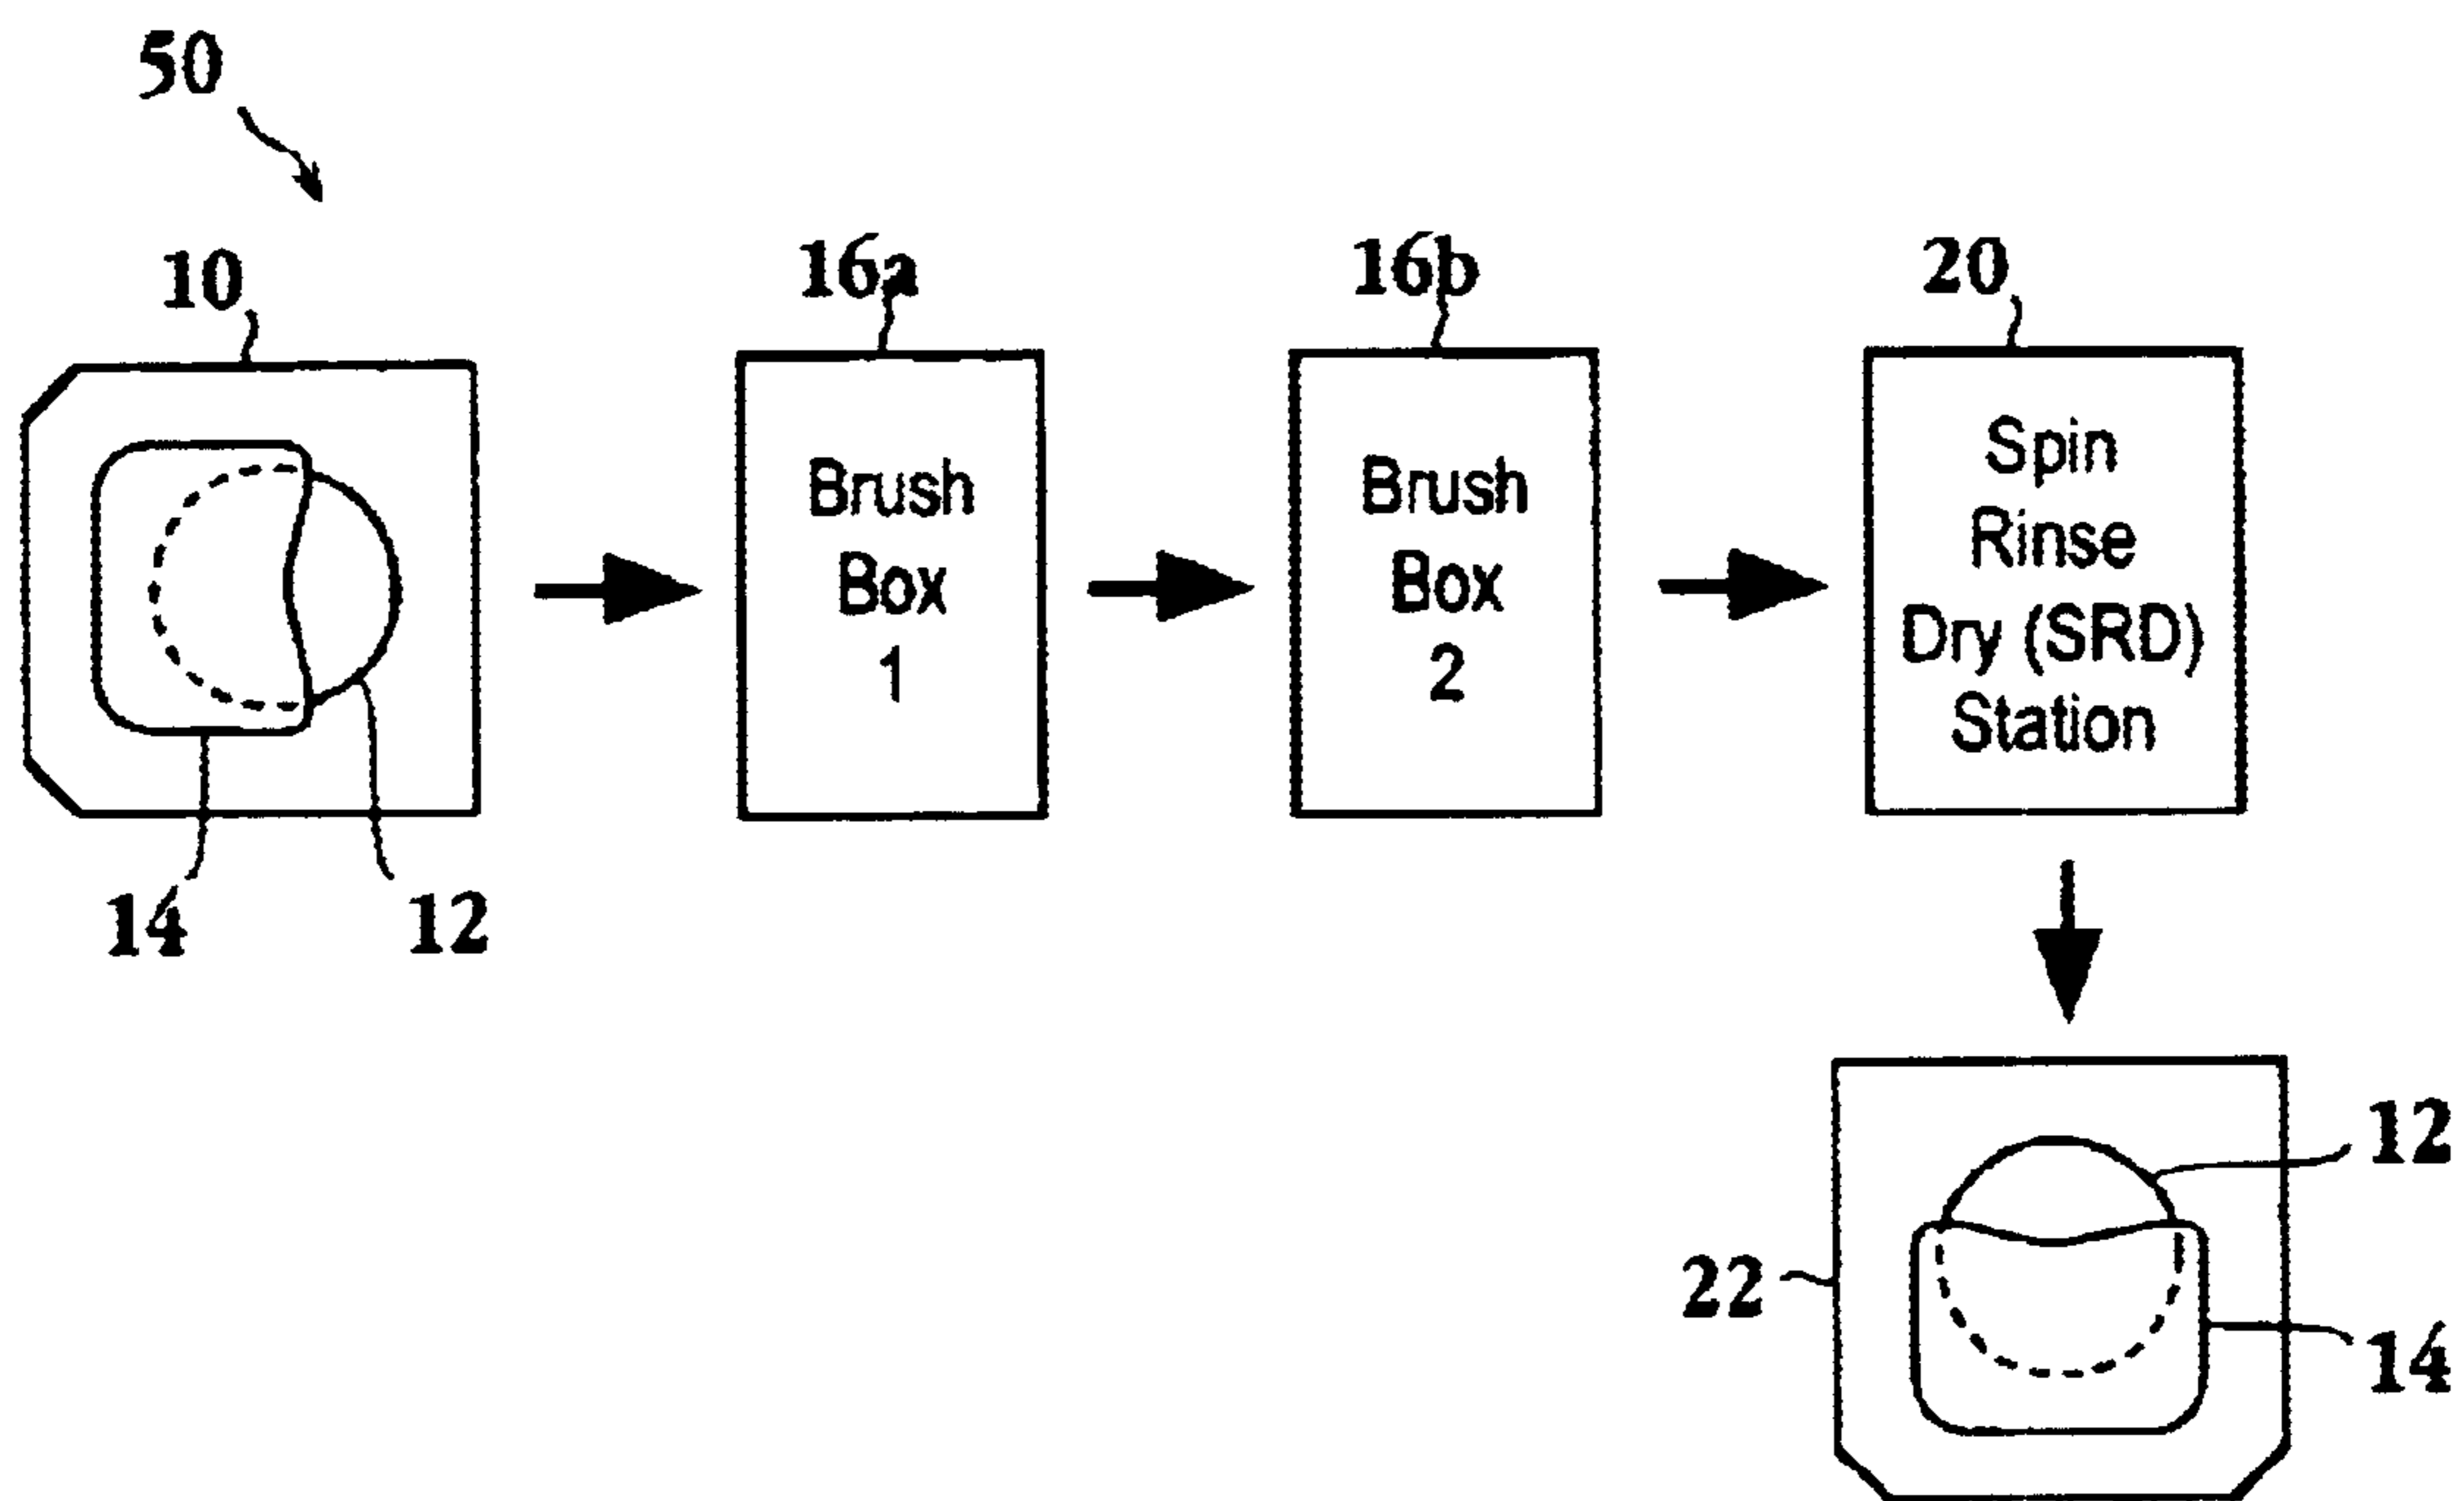 50
10
16a
16b
20
Brush
Box
1
Brush
Box
2
Spin
Rinse
Dry (SRD)
Station
14
12
12
22
14